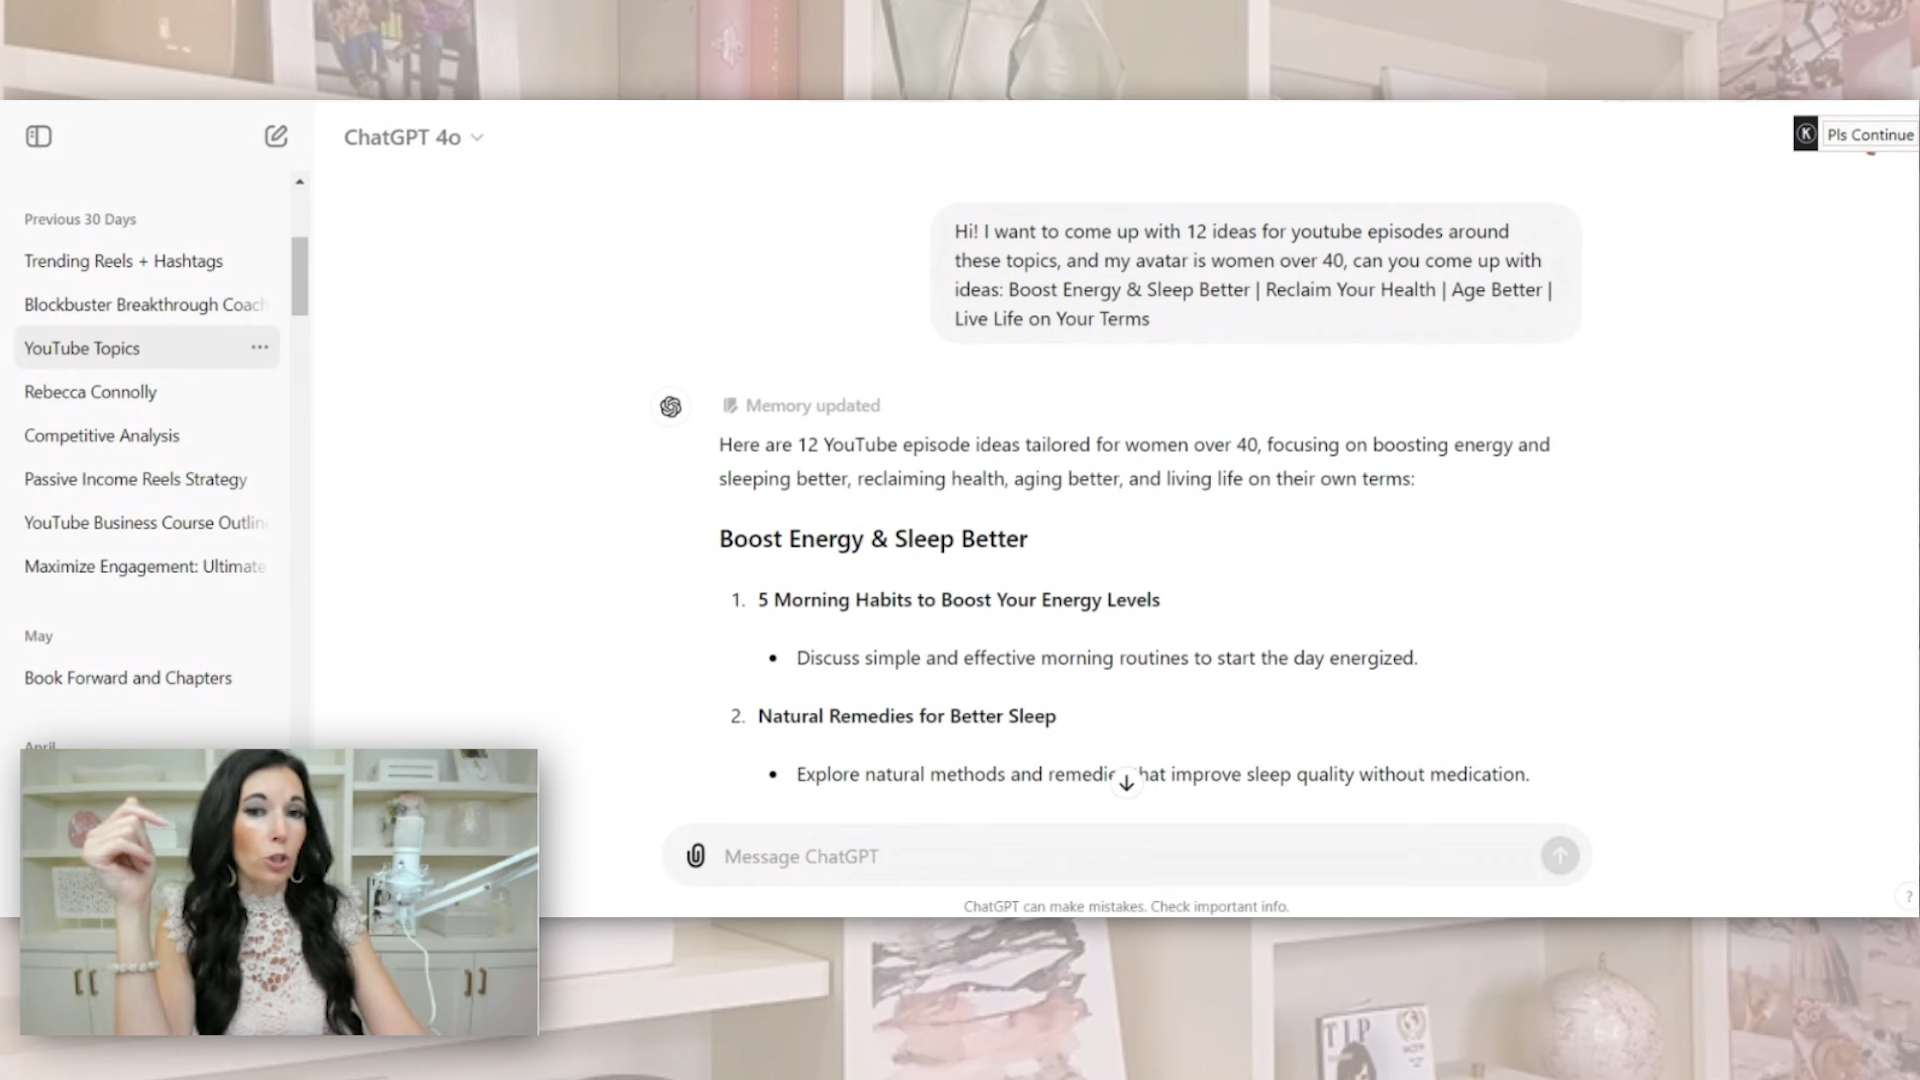 ChatGPT 4o
K
Pls Continue
Previous 30 Days
Trending Reels + Hashtags
Blockbuster Breakthrough Coach
YouTube Topics
Rebecca Connolly
Competitive Analysis
Passive Income Reels Strategy
YouTube Business Course Outlin
Maximize Engagement: Ultimate
May
Book Forward and Chapters
April
Hi! I want to come up with 12 ideas for youtube episodes around
these topics, and my avatar is women over 40, can you come up with
ideas: Boost Energy & Sleep Better | Reclaim Your Health | Age Better |
Live Life on Your Terms
Memory updated
Here are 12 YouTube episode ideas tailored for women over 40, focusing on boosting energy and
sleeping better, reclaiming health, aging better, and living life on their own terms:
Boost Energy & Sleep Better
1. 5 Morning Habits to Boost Your Energy Levels
• Discuss simple and effective morning routines to start the day energized.
2. Natural Remedies for Better Sleep
• Explore natural methods and remedie hat improve sleep quality without medication.
Message ChatGPT
ChatGPT can make mistakes. Check important info.
?